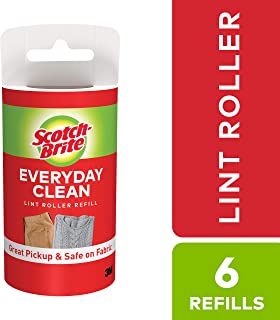 Scotch-
Brite
EVERYDAY
CLEAN
LINT ROLLER REFILL
Great Pickup & Safe on Fabric
3M
LINT ROLLER
6
REFILLS